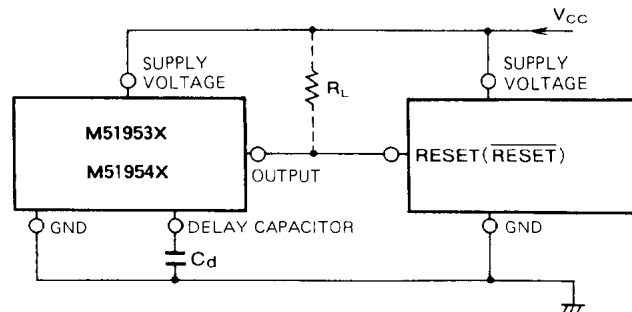 VCC
SUPPLY
VOLTAGE
SUPPLY
VOLTAGE
RL
M51953X
M51954X
OUTPUT
RESET(RESET)
GND
DELAY CAPACITOR
GND
Cd